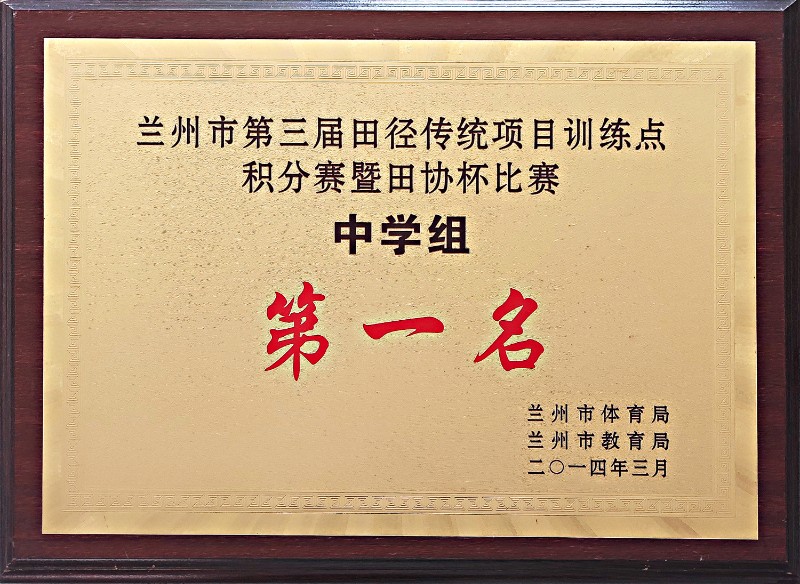 兰州市第三届田径传统项目训练点
积分赛暨田协杯比赛
中学组
第一名
兰州市体育局
兰州市教育局
二〇一四年三月